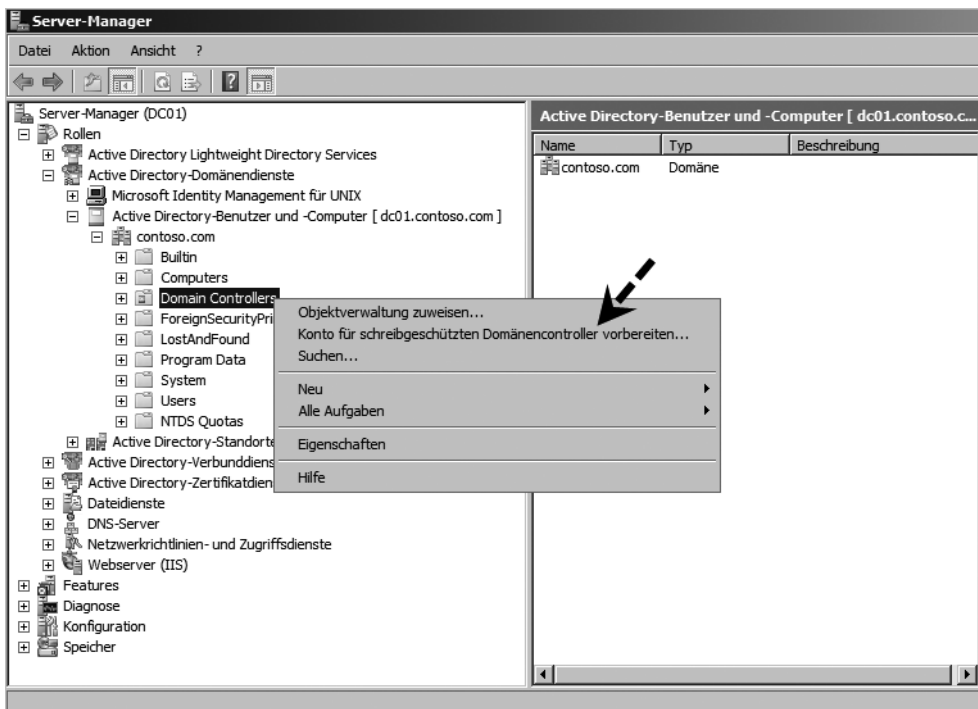 Server-Manager
Datei Aktion Ansicht ?
Server-Manager (DC01)
Rollen
Active Directory Lightweight Directory Services
Active Directory-Domänendienste
Microsoft Identity Management für UNIX
Active Directory-Benutzer und -Computer [ dc01.contoso.com ]
contoso.com
Builtin
Computers
Domain Controllers
ForeignSecurityPri
LostAndFound
Program Data
System
Users
NTDS Quotas
Active Directory-Standorte
Active Directory-Verbunddiens
Active Directory-Zertifikatdien
Dateidienste
DNS-Server
Netzwerkrichtlinien- und Zugriffsdienste
Webserver (IIS)
Features
Diagnose
Konfiguration
Speicher
Objektverwaltung zuweisen...
Konto für schreibgeschützten Domänencontroller vorbereiten...
Suchen...
Neu
Alle Aufgaben
Eigenschaften
Hilfe
Active Directory-Benutzer und -Computer [ dc01.contoso.c...
Name Typ Beschreibung
contoso.com Domäne